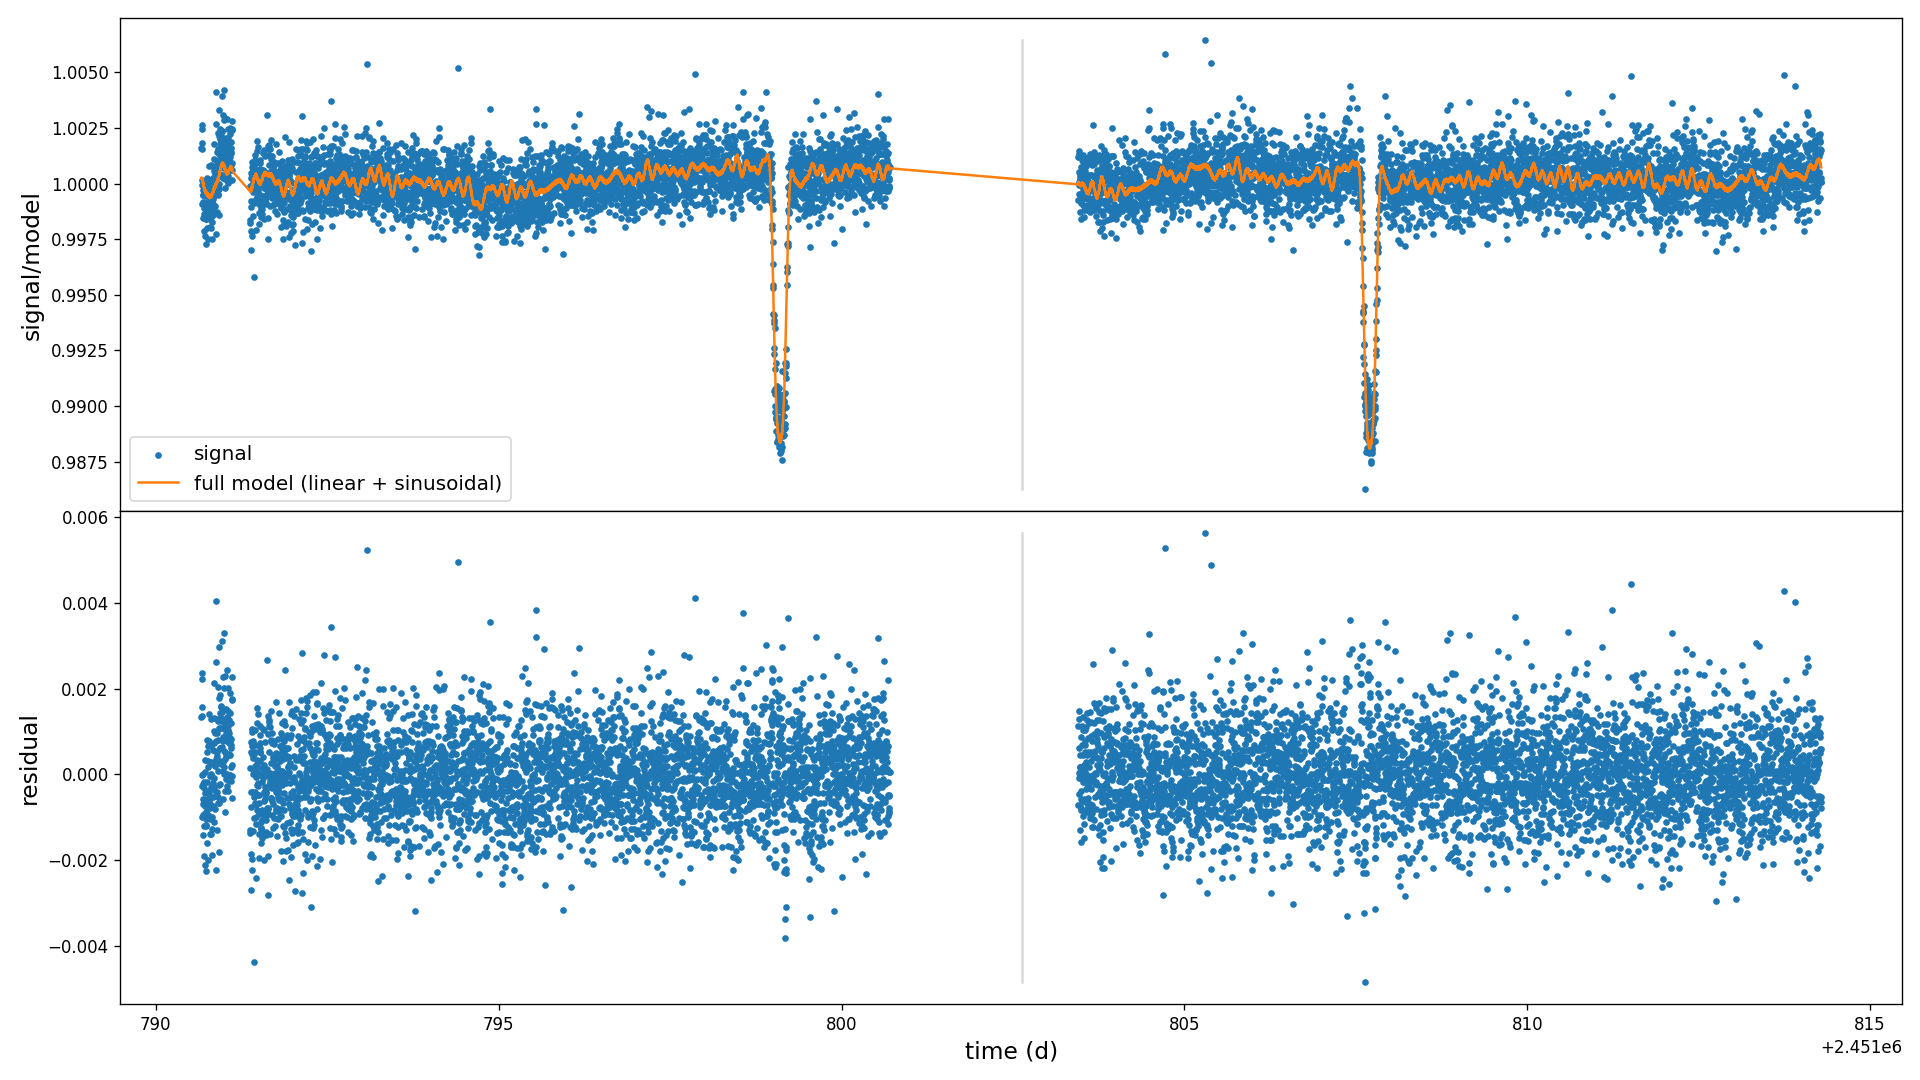 signal/model
1.0050
1.0025
1.0000
0.9975
0.9950
0.9925
0.9900
0.9875
signal
full model (linear + sinusoidal)
residual
0.006
0.004
0.002
0.000
−0.002
−0.004
790 795 800 805 810 815
time (d)
+2.451e6